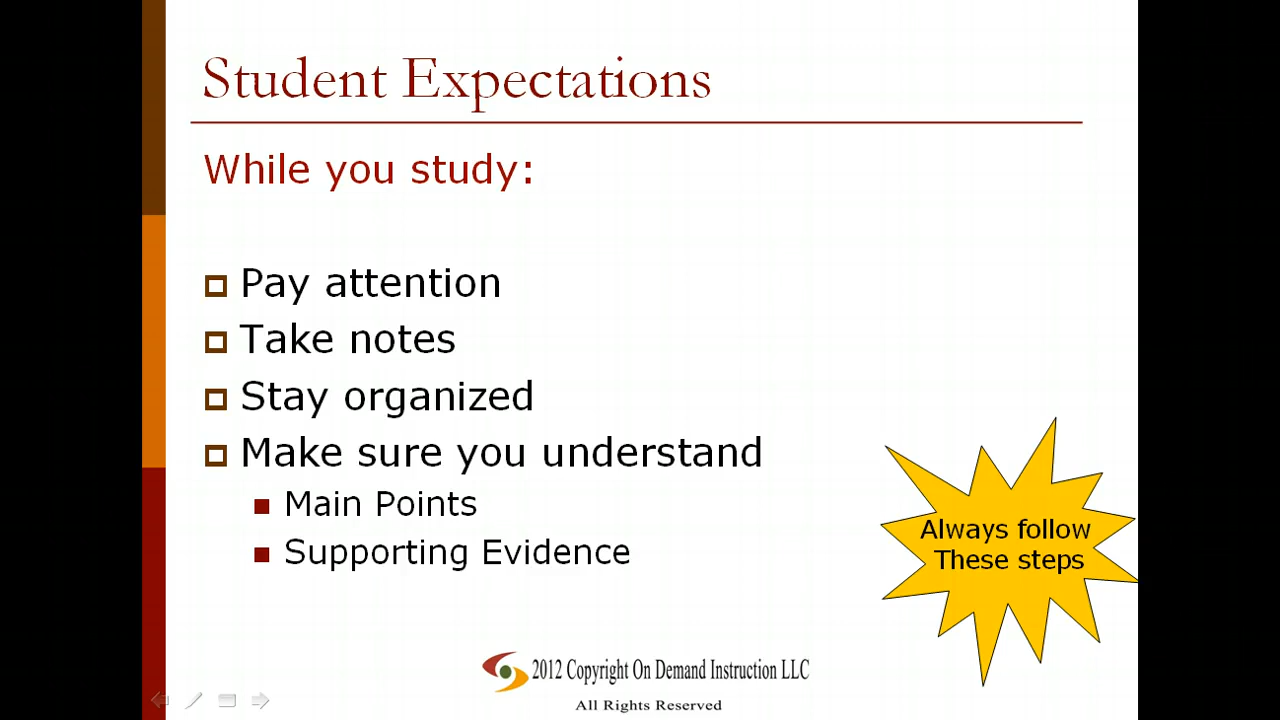 Student Expectations
While you study:
Pay attention
Take notes
Stay organized
Make sure you understand
Main Points
Supporting Evidence
Always follow
These steps
2012 Copyright On Demand Instruction LLC
All Rights Reserved